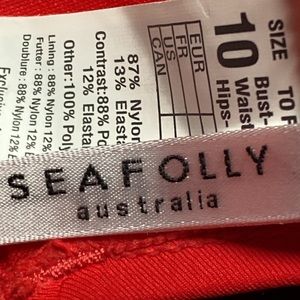 SEAFOLLY
australia
SIZE
10
TO F
Bust-
Waist
Hips-
EUR
FR
US
CAN
87% Nylon
13% Elasta
Contrast:88% Po
12% Elasta
Other:100% Poly
Lining : 88% Nylon 12% E
Futter : 88% Nylon 12% E
Doublure : 88% Nylon 12% E